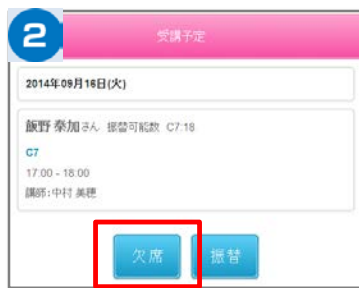 2
受講予定
2014年09月16日(火)
飯野 泰加さん 振替可能数 C7:18
C7
17:00 - 18:00
講師:中村 美穂
欠席 振替